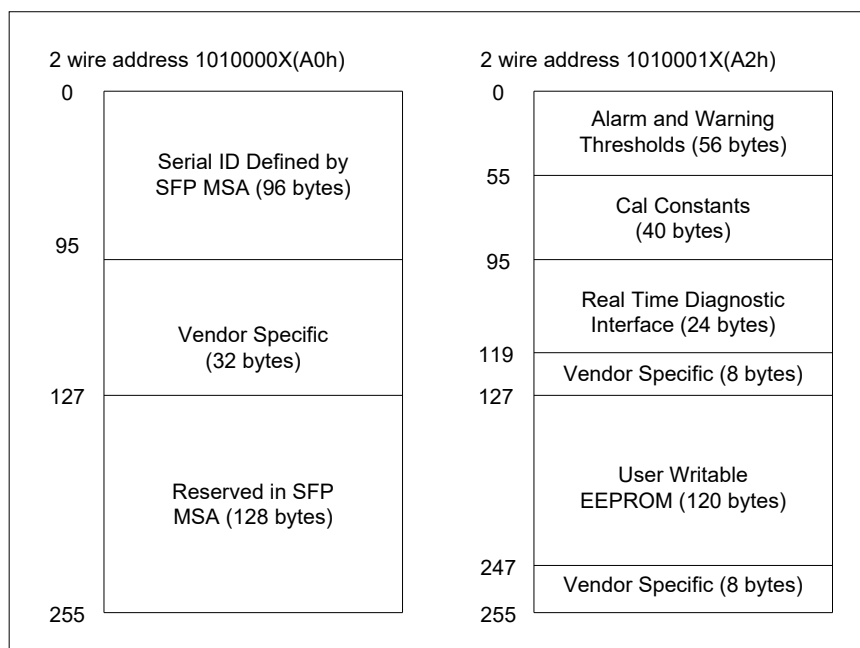 2 wire address 1010000X(A0h)
0
Serial ID Defined by
SFP MSA (96 bytes)
95
Vendor Specific
(32 bytes)
127
Reserved in SFP
MSA (128 bytes)
255
2 wire address 1010001X(A2h)
0
Alarm and Warning
Thresholds (56 bytes)
55
Cal Constants
(40 bytes)
95
Real Time Diagnostic
Interface (24 bytes)
119
Vendor Specific (8 bytes)
127
User Writable
EEPROM (120 bytes)
247
Vendor Specific (8 bytes)
255